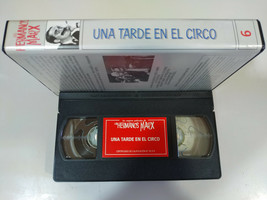 HERMANOS
MARX
UNA TARDE EN EL CIRCO
6
HERMANOS MARX
UNA TARDE EN EL CIRCO